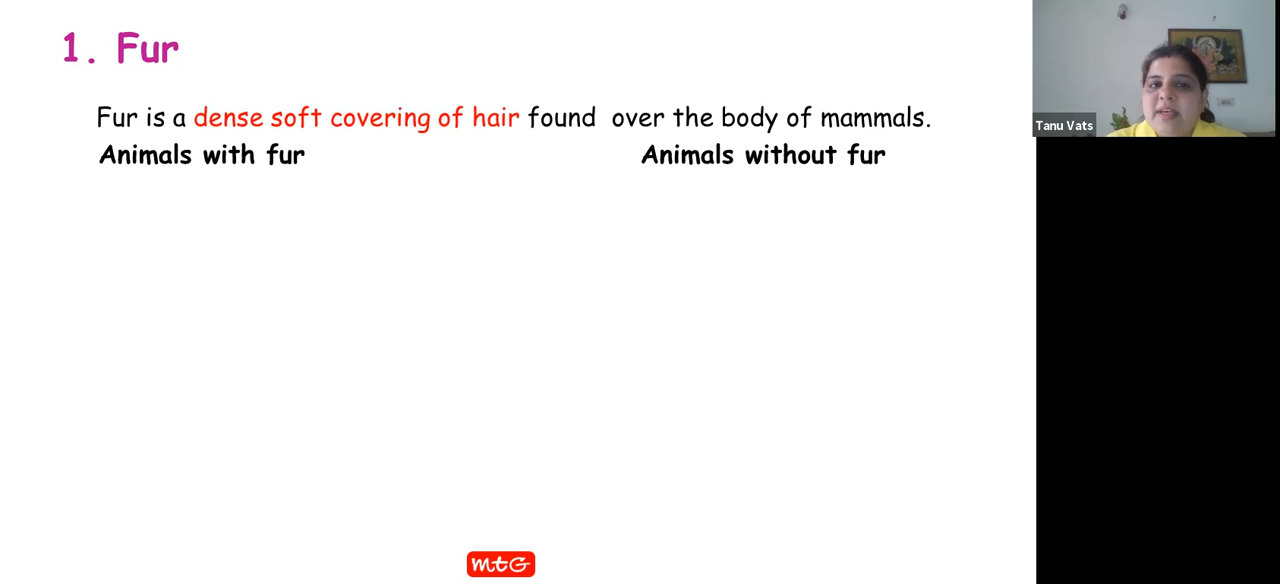 1. Fur
Fur is a dense soft covering of hair found over the body of mammals.
Animals with fur Animals without fur
Tanu Vats
mtG